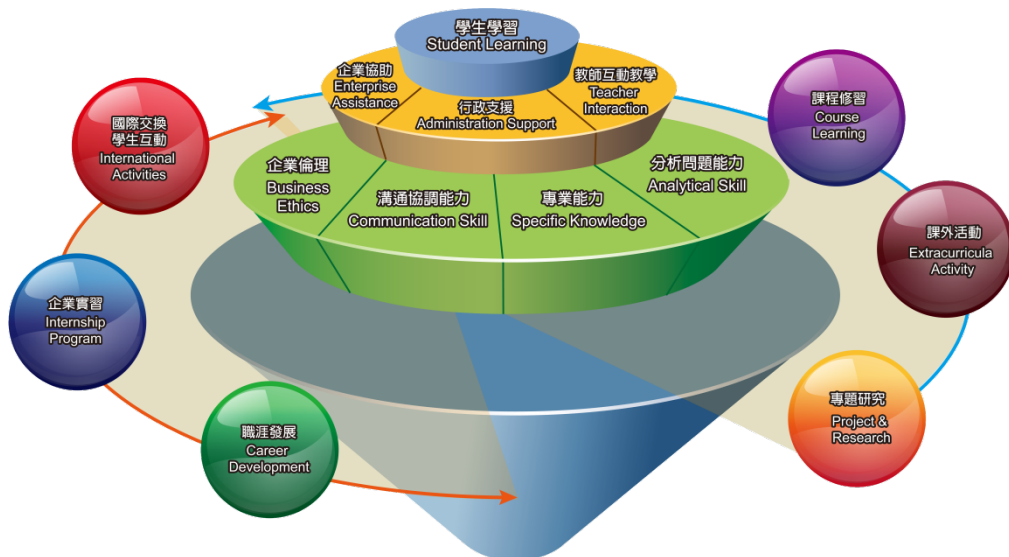 學生學習
Student Learning
企業協助
Enterprise
Assistance
行政支援
Administration Support
教師互動教學
Teacher
Interaction
企業倫理
Business
Ethics
溝通協調能力
Communication Skill
專業能力
Specific Knowledge
分析問題能力
Analytical Skill
國際交換
學生互動
International
Activities
企業實習
Internship
Program
職涯發展
Career
Development
課程修習
Course
Learning
課外活動
Extracurricula
Activity
專題研究
Project &
Research